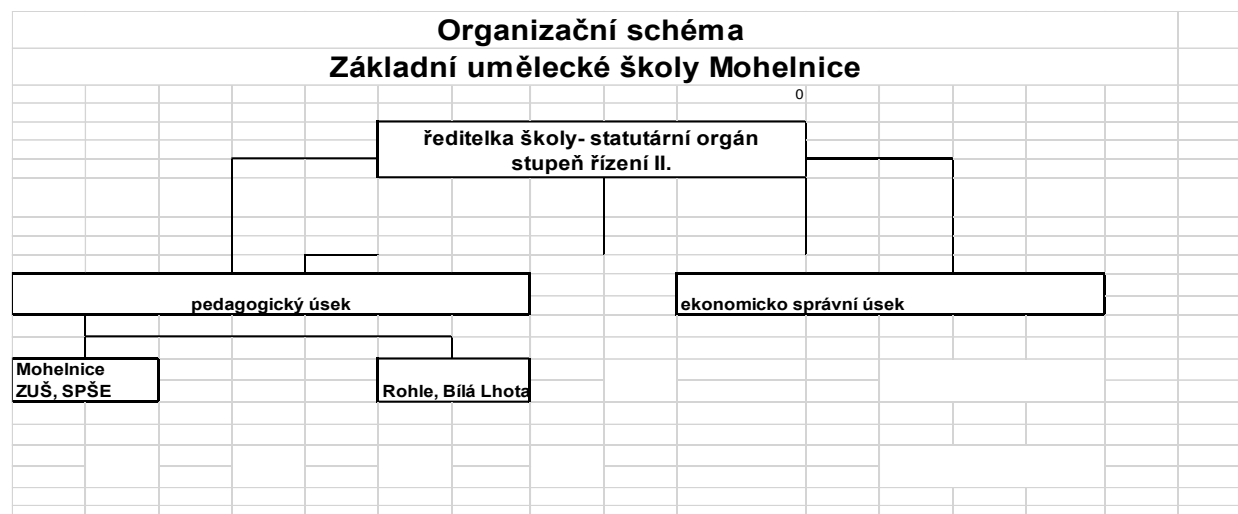 Organizační schéma
Základní umělecké školy Mohelnice
0
ředitelka školy- statutární orgán
stupeň řízení II.
pedagogický úsek
ekonomicko správní úsek
Mohelnice
ZUŠ, SPŠE
Rohle, Bílá Lhota